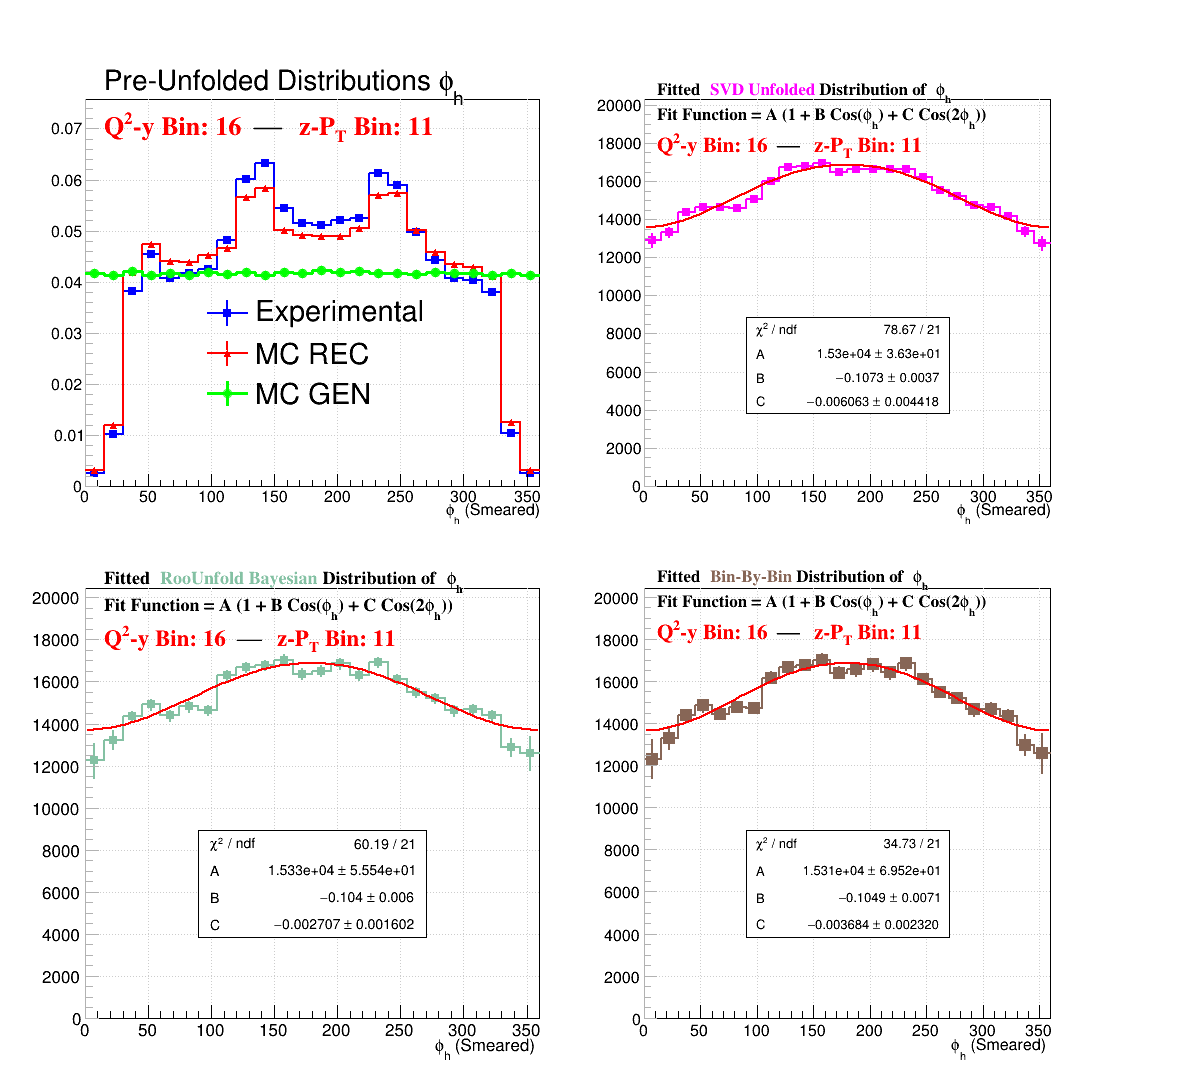 Pre-Unfolded Distributions ϕh
Q²-y Bin: 16 — z-PT Bin: 11
0.07
0.06
0.05
0.04
0.03
0.02
0.01
0
Experimental
MC REC
MC GEN
0 50 100 150 200 250 300 350
ϕh (Smeared)
Fitted SVD Unfolded Distribution of ϕh
Fit Function = A (1 + B Cos(ϕh) + C Cos(2ϕh))
Q²-y Bin: 16 — z-PT Bin: 11
20000
18000
16000
14000
12000
10000
8000
6000
4000
2000
0
χ² / ndf 78.67 / 21
A 1.53e+04 ± 3.63e+01
B −0.1073 ± 0.0037
C −0.006063 ± 0.004418
0 50 100 150 200 250 300 350
ϕh (Smeared)
Fitted RooUnfold Bayesian Distribution of ϕh
Fit Function = A (1 + B Cos(ϕh) + C Cos(2ϕh))
Q²-y Bin: 16 — z-PT Bin: 11
20000
18000
16000
14000
12000
10000
8000
6000
4000
2000
0
χ² / ndf 60.19 / 21
A 1.533e+04 ± 5.554e+01
B −0.104 ± 0.006
C −0.002707 ± 0.001602
0 50 100 150 200 250 300 350
ϕh (Smeared)
Fitted Bin-By-Bin Distribution of ϕh
Fit Function = A (1 + B Cos(ϕh) + C Cos(2ϕh))
Q²-y Bin: 16 — z-PT Bin: 11
20000
18000
16000
14000
12000
10000
8000
6000
4000
2000
0
χ² / ndf 34.73 / 21
A 1.531e+04 ± 6.952e+01
B −0.1049 ± 0.0071
C −0.003684 ± 0.002320
0 50 100 150 200 250 300 350
ϕh (Smeared)